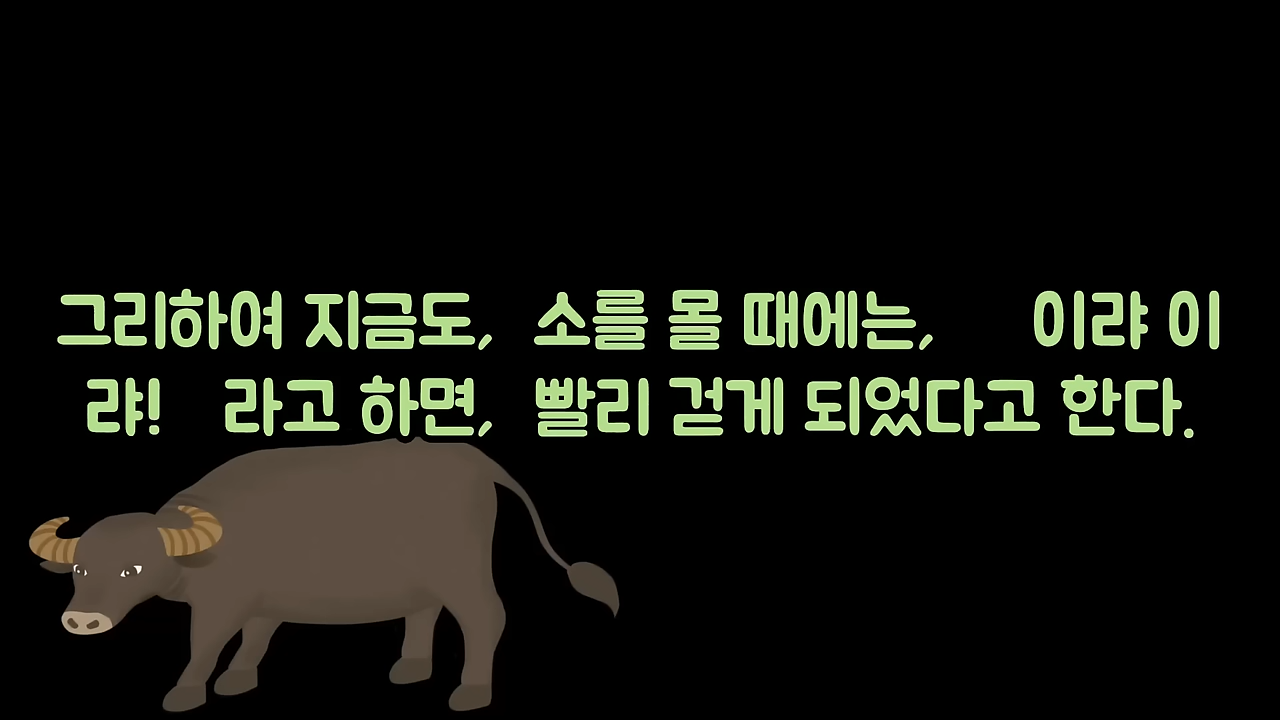 그리하여 지금도, 소를 몰 때에는, 이랴 이
랴! 라고 하면, 빨리 걷게 되었다고 한다.